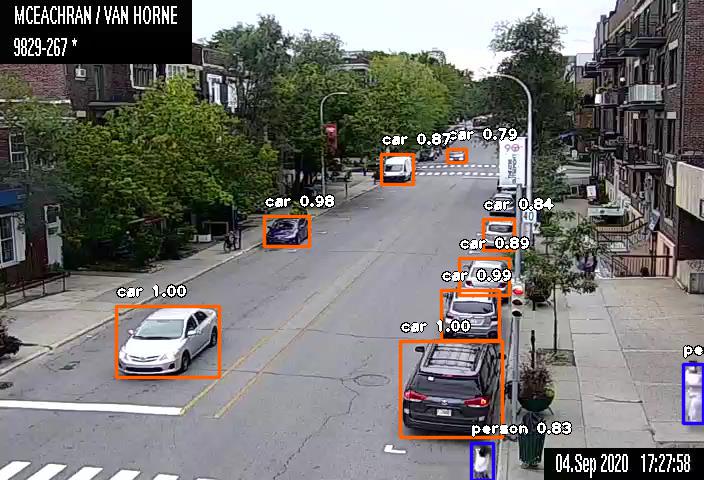 MCEACHRAN / VAN HORNE
9829-267 *
car 0.87
car 0.79
car 0.98
car 0.84
40
car 0.89
car 0.99
car 1.00
car 1.00
pe
person 0.83
04.Sep 2020 17:27:58